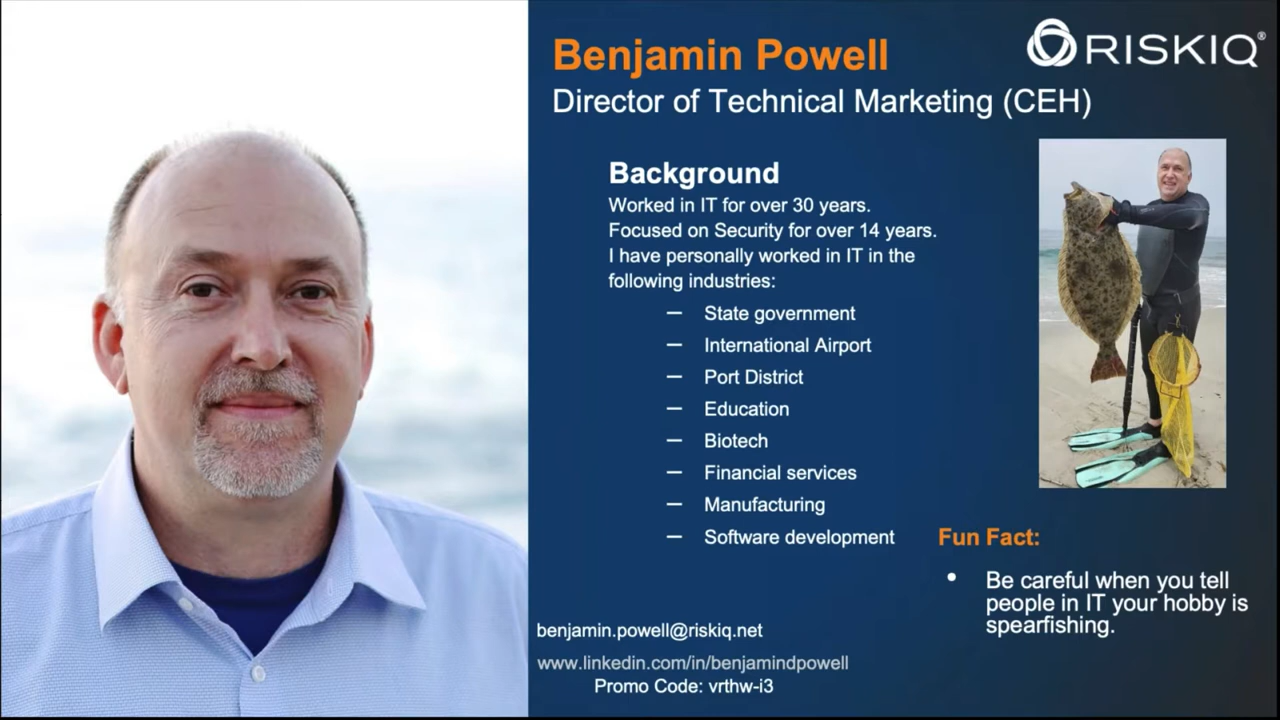 Benjamin Powell
RISKIQ®
Director of Technical Marketing (CEH)
Background
Worked in IT for over 30 years.
Focused on Security for over 14 years.
I have personally worked in IT in the
following industries:
— State government
— International Airport
— Port District
— Education
— Biotech
— Financial services
— Manufacturing
— Software development
Fun Fact:
• Be careful when you tell
people in IT your hobby is
spearfishing.
benjamin.powell@riskiq.net
www.linkedin.com/in/benjamindpowell
Promo Code: vrthw-i3